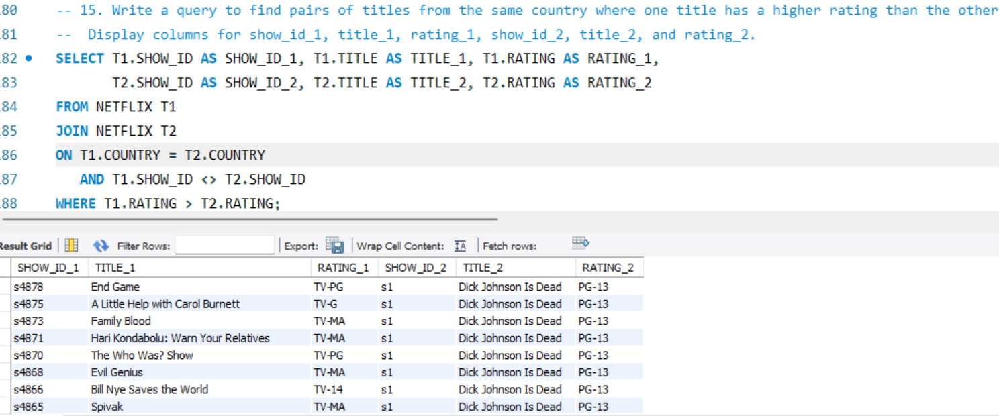 180 -- 15. Write a query to find pairs of titles from the same country where one title has a higher rating than the other
181 -- Display columns for show_id_1, title_1, rating_1, show_id_2, title_2, and rating_2.
182 SELECT T1.SHOW_ID AS SHOW_ID_1, T1.TITLE AS TITLE_1, T1.RATING AS RATING_1,
183 T2.SHOW_ID AS SHOW_ID_2, T2.TITLE AS TITLE_2, T2.RATING AS RATING_2
184 FROM NETFLIX T1
185 JOIN NETFLIX T2
186 ON T1.COUNTRY = T2.COUNTRY
187 AND T1.SHOW_ID <> T2.SHOW_ID
188 WHERE T1.RATING > T2.RATING;
Result Grid Filter Rows: Export: Wrap Cell Content: IA Fetch rows:
SHOW_ID_1 TITLE_1 RATING_1 SHOW_ID_2 TITLE_2 RATING_2
s4878 End Game TV-PG s1 Dick Johnson Is Dead PG-13
s4875 A Little Help with Carol Burnett TV-G s1 Dick Johnson Is Dead PG-13
s4873 Family Blood TV-MA s1 Dick Johnson Is Dead PG-13
s4871 Hari Kondabolu: Warn Your Relatives TV-MA s1 Dick Johnson Is Dead PG-13
s4870 The Who Was? Show TV-PG s1 Dick Johnson Is Dead PG-13
s4868 Evil Genius TV-MA s1 Dick Johnson Is Dead PG-13
s4866 Bill Nye Saves the World TV-14 s1 Dick Johnson Is Dead PG-13
s4865 Spivak TV-MA s1 Dick Johnson Is Dead PG-13